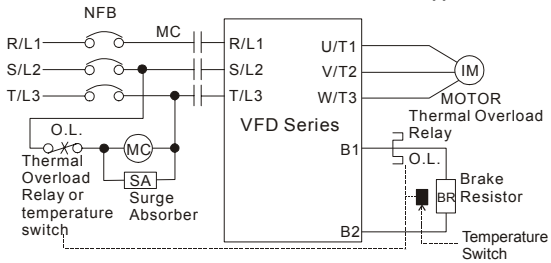 NFB
MC
R/L1
R/L1
U/T1
S/L2
S/L2
V/T2
IM
T/L3
T/L3
W/T3
MOTOR
VFD Series
Thermal Overload
Relay
O.L.
MC
B1
O.L.
Thermal
Overload
Relay or
temperature
switch
SA
Surge
Absorber
BR
Brake
Resistor
B2
Temperature
Switch